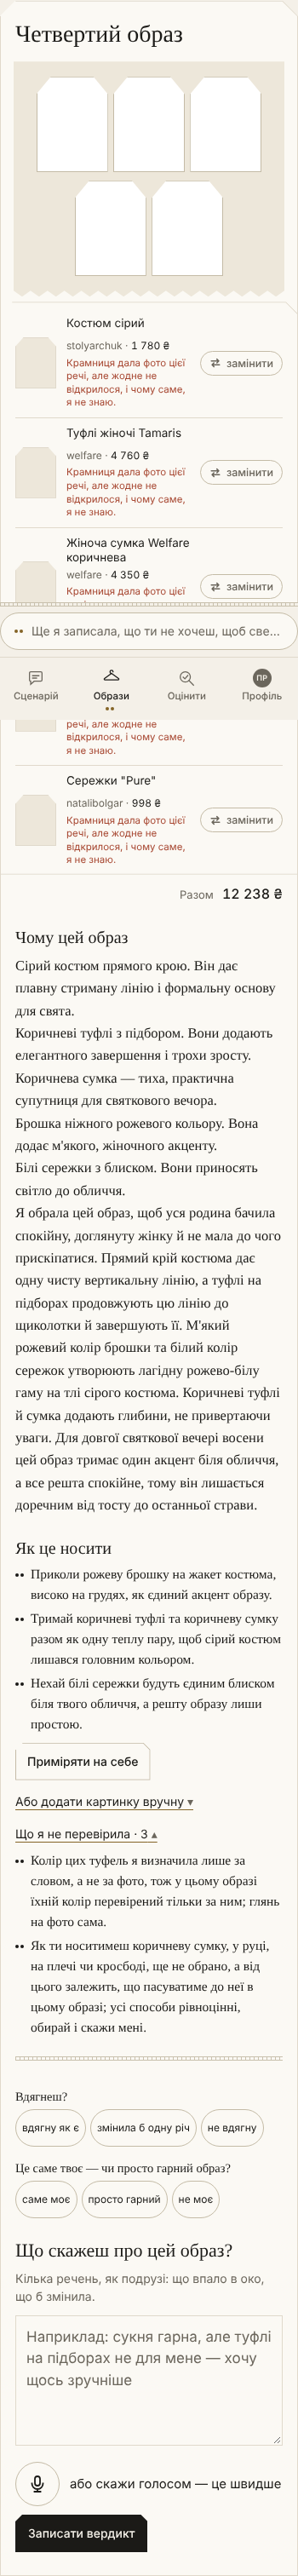 Четвертий образ
Костюм сірий
stolyarchuk · 1 780 ₴
Крамниця дала фото цієї
речі, але жодне не
відкрилося, і чому саме,
я не знаю.
замінити
Туфлі жіночі Tamaris
welfare · 4 760 ₴
Крамниця дала фото цієї
речі, але жодне не
відкрилося, і чому саме,
я не знаю.
замінити
Жіноча сумка Welfare
коричнева
welfare · 4 350 ₴
Крамниця дала фото цієї
замінити
Ще я записала, що ти не хочеш, щоб све...
Сценарій
Образи
Оцінити
ПР
Профіль
речі, але жодне не
відкрилося, і чому саме,
я не знаю.
Сережки "Pure"
natalibolgar · 998 ₴
Крамниця дала фото цієї
речі, але жодне не
відкрилося, і чому саме,
я не знаю.
замінити
Разом 12 238 ₴
Чому цей образ
Сірий костюм прямого крою. Він дає
плавну стриману лінію і формальну основу
для свята.
Коричневі туфлі з підбором. Вони додають
елегантного завершення і трохи зросту.
Коричнева сумка — тиха, практична
супутниця для святкового вечора.
Брошка ніжного рожевого кольору. Вона
додає м'якого, жіночного акценту.
Білі сережки з блиском. Вони приносять
світло до обличчя.
Я обрала цей образ, щоб уся родина бачила
спокійну, доглянуту жінку й не мала до чого
прискіпатися. Прямий крій костюма дає
одну чисту вертикальну лінію, а туфлі на
підборах продовжують цю лінію до
щиколотки й завершують її. М'який
рожевий колір брошки та білий колір
сережок утворюють лагідну рожево-білу
гаму на тлі сірого костюма. Коричневі туфлі
й сумка додають глибини, не привертаючи
уваги. Для довгої святкової вечері восени
цей образ тримає один акцент біля обличчя,
а все решта спокійне, тому він лишається
доречним від тосту до останньої страви.
Як це носити
•• Приколи рожеву брошку на жакет костюма,
високо на грудях, як єдиний акцент образу.
•• Тримай коричневі туфлі та коричневу сумку
разом як одну теплу пару, щоб сірий костюм
лишався головним кольором.
•• Нехай білі сережки будуть єдиним блиском
біля твого обличчя, а решту образу лиши
простою.
Приміряти на себе
Або додати картинку вручну ▾
Що я не перевірила · 3 ▴
•• Колір цих туфель я визначила лише за
словом, а не за фото, тож у цьому образі
їхній колір перевірений тільки за ним; глянь
на фото сама.
•• Як ти носитимеш коричневу сумку, у руці,
на плечі чи кросбоді, ще не обрано, а від
цього залежить, що пасуватиме до неї в
цьому образі; усі способи рівноцінні,
обирай і скажи мені.
Вдягнеш?
вдягну як є
змінила б одну річ
не вдягну
Це саме твоє — чи просто гарний образ?
саме моє
просто гарний
не моє
Що скажеш про цей образ?
Кілька речень, як подрузі: що впало в око,
що б змінила.
Наприклад: сукня гарна, але туфлі
на підборах не для мене — хочу
щось зручніше
або скажи голосом — це швидше
Записати вердикт